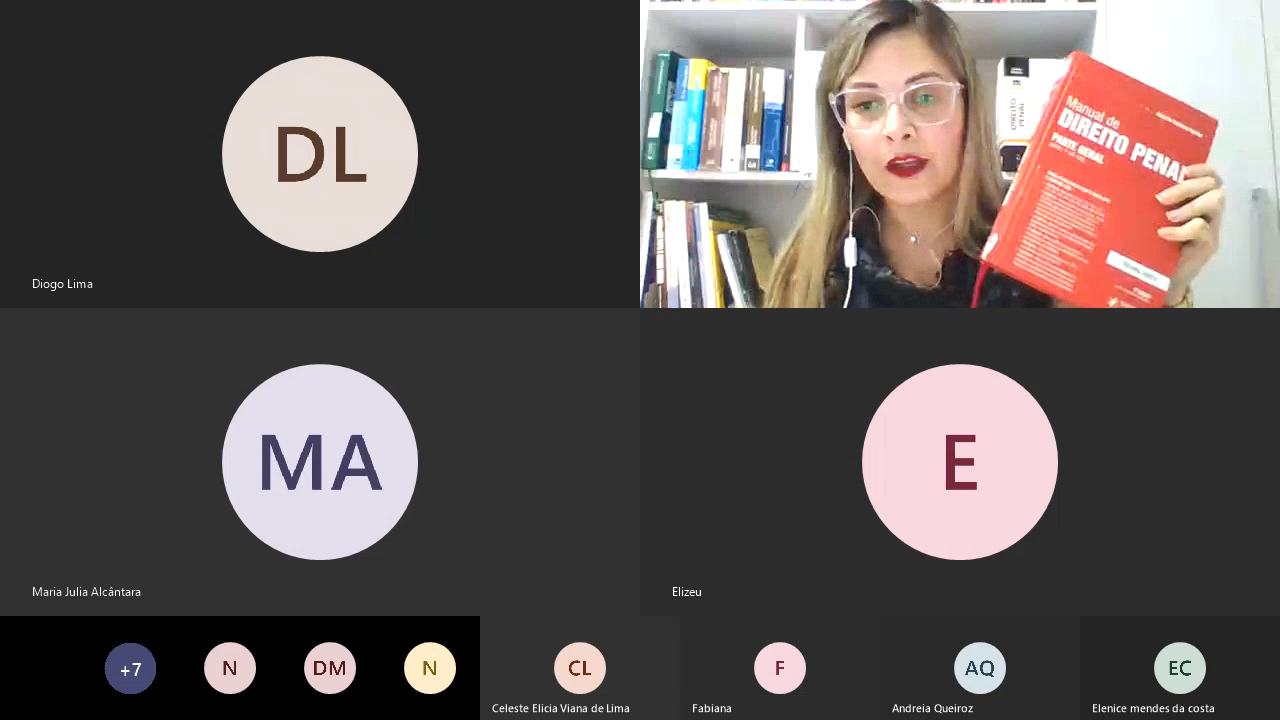 DL
Diogo Lima
DIREITO
PENAL
Manual de
DIREITO PENAL
PARTE GERAL
MA
Maria Julia Alcântara
E
Elizeu
+7
N
DM
N
CL
Celeste Elicia Viana de Lima
F
Fabiana
AQ
Andreia Queiroz
EC
Elenice mendes da costa